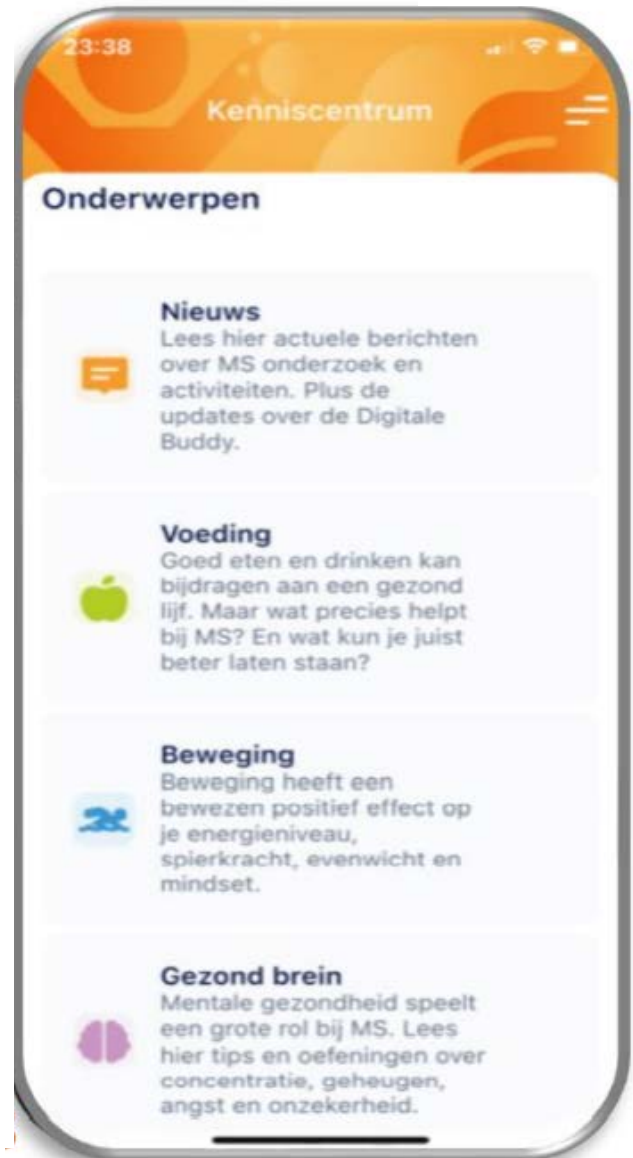 23:38
Kenniscentrum
Onderwerpen
Nieuws
Lees hier actuele berichten
over MS onderzoek en
activiteiten. Plus de
updates over de Digitale
Buddy.
Voeding
Goed eten en drinken kan
bijdragen aan een gezond
lijf. Maar wat precies helpt
bij MS? En wat kun je juist
beter laten staan?
Beweging
Beweging heeft een
bewezen positief effect op
je energieniveau,
spierkracht, evenwicht en
mindset.
Gezond brein
Mentale gezondheid speelt
een grote rol bij MS. Lees
hier tips en oefeningen over
concentratie, geheugen,
angst en onzekerheid.